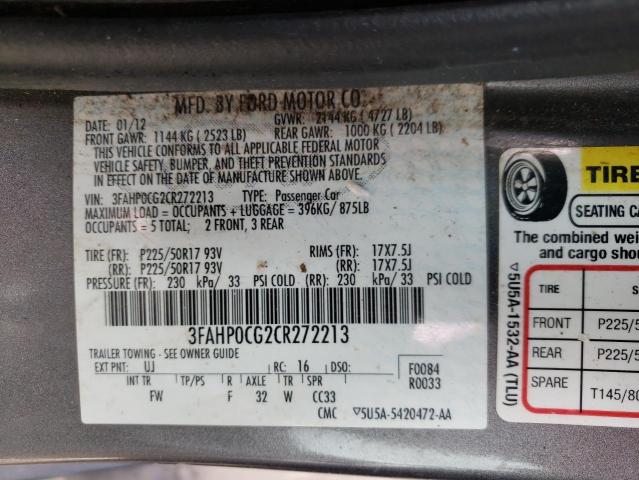 MFD. BY FORD MOTOR CO.
DATE: 01/12 GVWR: 2144 KG ( 4727 LB)
FRONT GAWR: 1144 KG ( 2523 LB) REAR GAWR: 1000 KG ( 2204 LB)
THIS VEHICLE CONFORMS TO ALL APPLICABLE FEDERAL MOTOR
VEHICLE SAFETY, BUMPER, AND THEFT PREVENTION STANDARDS
IN EFFECT ON THE DATE OF MANUFACTURE SHOWN ABOVE.
VIN: 3FAHP0CG2CR272213 TYPE: Passenger Car
MAXIMUM LOAD = OCCUPANTS + LUGGAGE = 396KG/ 875LB
OCCUPANTS = 5 TOTAL: 2 FRONT, 3 REAR
TIRE (FR): P225/50R17 93V RIMS (FR): 17X7.5J
(RR): P225/50R17 93V (RR): 17X7.5J
PRESSURE (FR): 230 kPa/ 33 PSI COLD (RR): 230 kPa/ 33 PSI COLD
3FAHP0CG2CR272213
TRAILER TOWING - SEE OWNER GUIDE
EXT PNT: UJ RC: 16 DSO: F0084
R0033
INT TR TP/PS R AXLE TR SPR
FW F 32 W CC33
CMC ▽5U5A-5420472-AA
▽5U5A-1532-AA (TLU)
TIRE
SEATING CA
The combined wei
and cargo shou
TIRE S
FRONT P225/5
REAR P225/5
SPARE T145/80